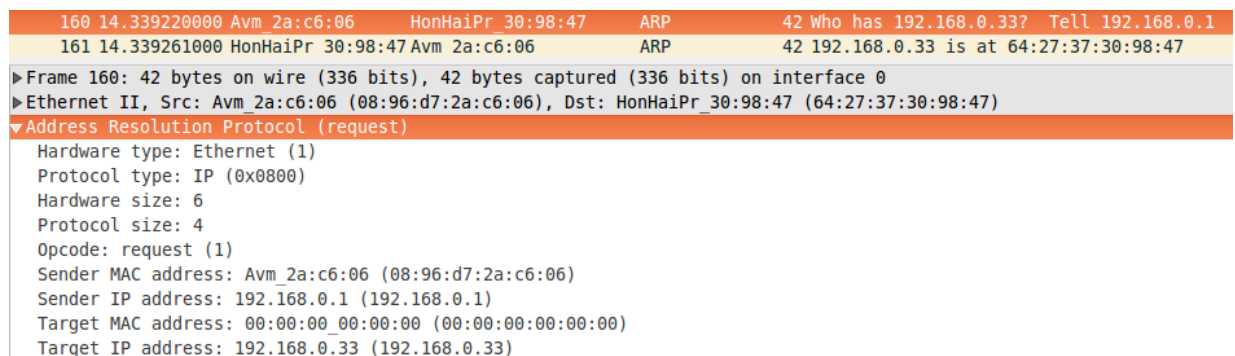 160 14.339220000 Avm_2a:c6:06 HonHaiPr_30:98:47 ARP 42 Who has 192.168.0.33? Tell 192.168.0.1
161 14.339261000 HonHaiPr_30:98:47 Avm_2a:c6:06 ARP 42 192.168.0.33 is at 64:27:37:30:98:47
Frame 160: 42 bytes on wire (336 bits), 42 bytes captured (336 bits) on interface 0
Ethernet II, Src: Avm_2a:c6:06 (08:96:d7:2a:c6:06), Dst: HonHaiPr_30:98:47 (64:27:37:30:98:47)
Address Resolution Protocol (request)
Hardware type: Ethernet (1)
Protocol type: IP (0x0800)
Hardware size: 6
Protocol size: 4
Opcode: request (1)
Sender MAC address: Avm_2a:c6:06 (08:96:d7:2a:c6:06)
Sender IP address: 192.168.0.1 (192.168.0.1)
Target MAC address: 00:00:00_00:00:00 (00:00:00:00:00:00)
Target IP address: 192.168.0.33 (192.168.0.33)